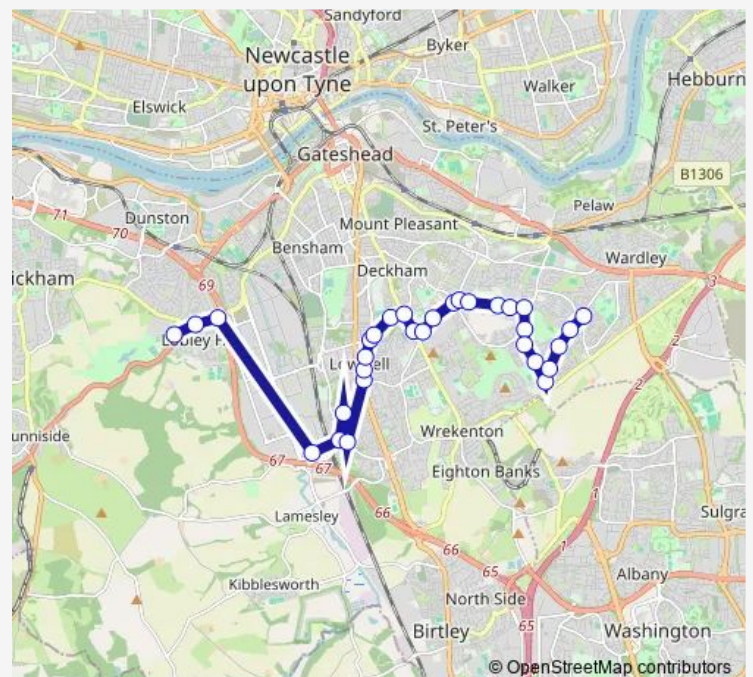 Sandyford
Byker
Newcastle
upon Tyne
Hebburn
Walker
Elswick
St. Peter's
Gateshead
B1306
Pelaw
71
70
Dunston
Mount Pleasant
Bensham
Wardley
Deckham
ickham
69
3
2
2
Wrekenton
unniside
67
67
Eighton Banks
1
Lamesley
66
Sulgra
66
1
65
Albany
Kibblesworth
North Side
65
Birtley
Washington
© OpenStreetMap contributors